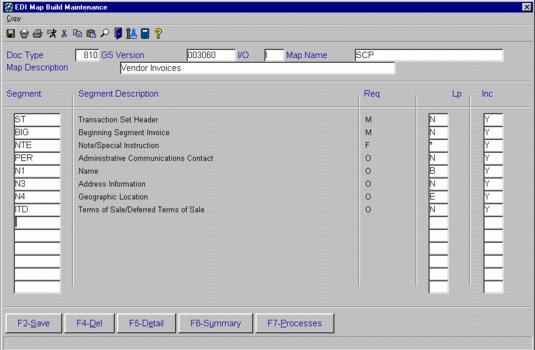 EDI Map Build Maintenance
Copy
Doc Type 810 GS Version 003060 I/O I Map Name SCP
Map Description Vendor Invoices
Segment Segment Description Req Lp Inc
ST Transaction Set Header M N Y
BIG Beginning Segment Invoice M N Y
NTE Note/Special Instruction F * Y
PER Administrative Communications Contact O N Y
N1 Name O B Y
N3 Address Information O N Y
N4 Geographic Location O E Y
ITD Terms of Sale/Deferred Terms of Sale O N Y
F2-Save F4-Del F5-Detail F6-Summary F7-Processes